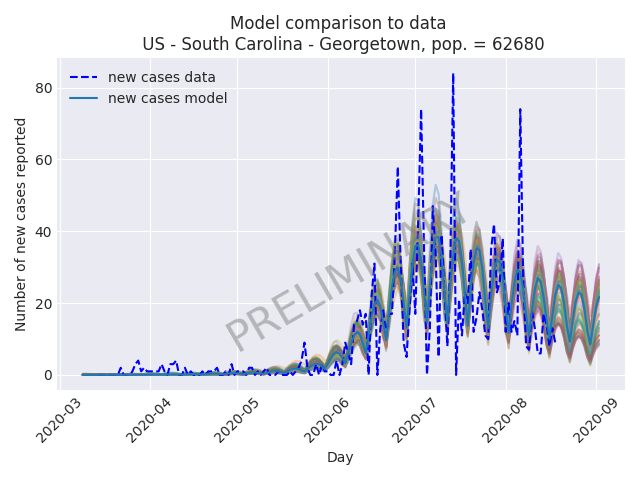 Model comparison to data
US - South Carolina - Georgetown, pop. = 62680
new cases data
new cases model
Number of new cases reported
80
60
40
20
0
PRELIMINARY
2020-03
2020-04
2020-05
2020-06
2020-07
2020-08
2020-09
Day